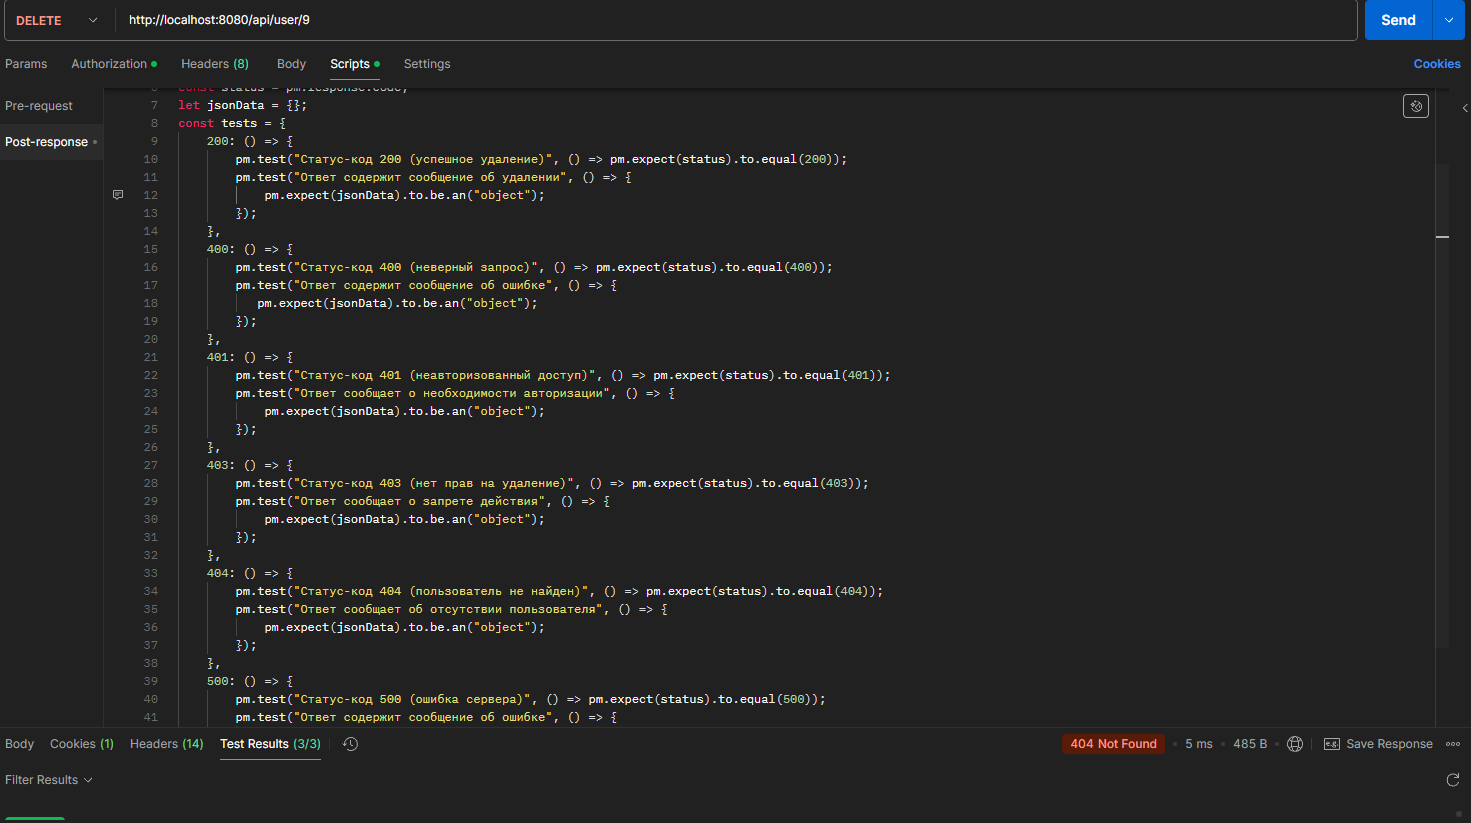 DELETE http://localhost:8080/api/user/9 Send
Params Authorization Headers (8) Body Scripts Settings Cookies
Pre-request
Post-response
6 const status = pm.response.code;
7 let jsonData = {};
8 const tests = {
9 200: () => {
10 pm.test("Статус-код 200 (успешное удаление)", () => pm.expect(status).to.equal(200));
11 pm.test("Ответ содержит сообщение об удалении", () => {
12 pm.expect(jsonData).to.be.an("object");
13 });
14 },
15 400: () => {
16 pm.test("Статус-код 400 (неверный запрос)", () => pm.expect(status).to.equal(400));
17 pm.test("Ответ содержит сообщение об ошибке", () => {
18 pm.expect(jsonData).to.be.an("object");
19 });
20 },
21 401: () => {
22 pm.test("Статус-код 401 (неавторизованный доступ)", () => pm.expect(status).to.equal(401));
23 pm.test("Ответ сообщает о необходимости авторизации", () => {
24 pm.expect(jsonData).to.be.an("object");
25 });
26 },
27 403: () => {
28 pm.test("Статус-код 403 (нет прав на удаление)", () => pm.expect(status).to.equal(403));
29 pm.test("Ответ сообщает о запрете действия", () => {
30 pm.expect(jsonData).to.be.an("object");
31 });
32 },
33 404: () => {
34 pm.test("Статус-код 404 (пользователь не найден)", () => pm.expect(status).to.equal(404));
35 pm.test("Ответ сообщает об отсутствии пользователя", () => {
36 pm.expect(jsonData).to.be.an("object");
37 });
38 },
39 500: () => {
40 pm.test("Статус-код 500 (ошибка сервера)", () => pm.expect(status).to.equal(500));
41 pm.test("Ответ содержит сообщение об ошибке", () => {
Body Cookies (1) Headers (14) Test Results (3/3) 404 Not Found 5 ms 485 B e.g. Save Response
Filter Results